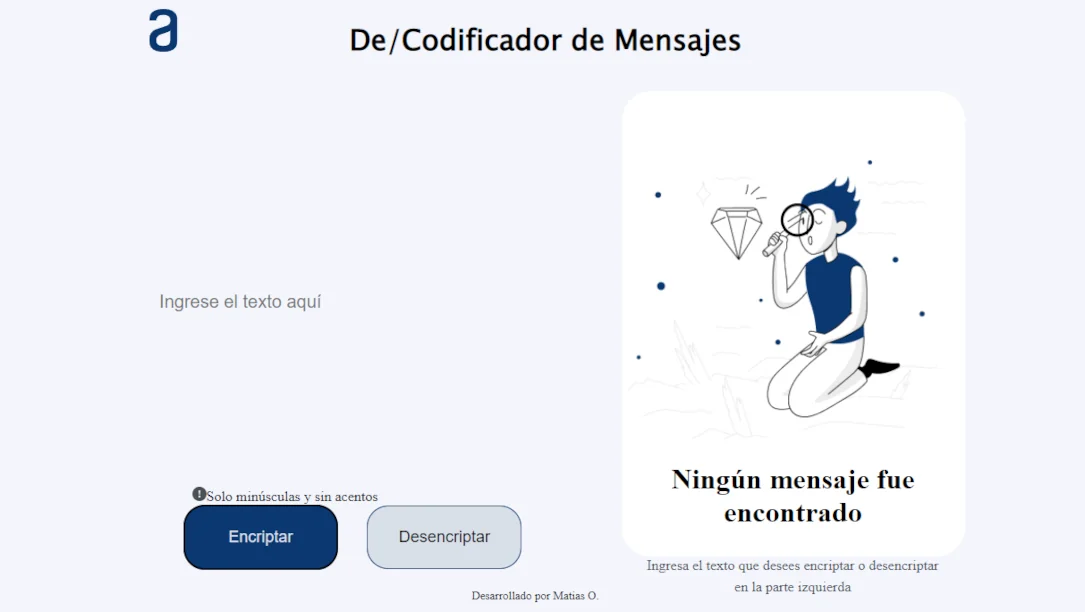 a
De/Codificador de Mensajes
Ingrese el texto aquí
Solo minúsculas y sin acentos
Encriptar
Desencriptar
Ningún mensaje fue
encontrado
Ingresa el texto que desees encriptar o desencriptar
en la parte izquierda
Desarrollado por Matias O.